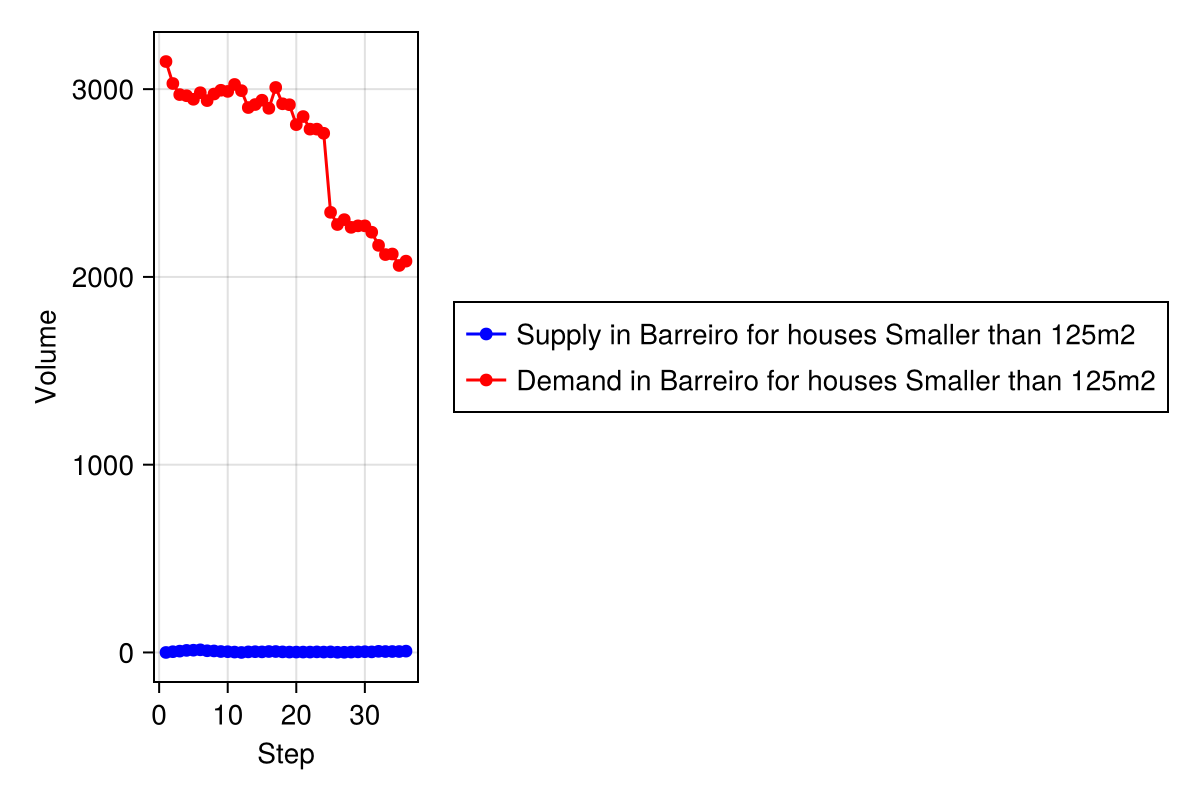 3000
2000
1000
0
Volume
0 10 20 30
Step
Supply in Barreiro for houses Smaller than 125m2
Demand in Barreiro for houses Smaller than 125m2